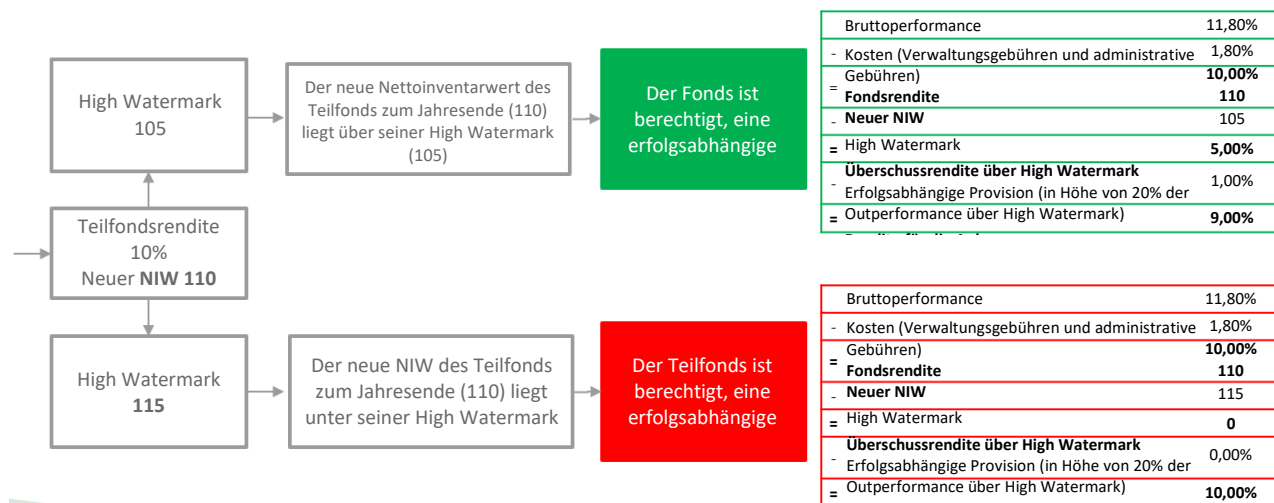 High Watermark
105
Der neue Nettoinventarwert des
Teilfonds zum Jahresende (110)
liegt über seiner High Watermark
(105)
Der Fonds ist
berechtigt, eine
erfolgsabhängige
Bruttoperformance 11,80%
- Kosten (Verwaltungsgebühren und administrative 1,80%
Gebühren) 10,00%
=
Fondsrendite 110
- Neuer NIW 105
= High Watermark 5,00%
Überschussrendite über High Watermark
- Erfolgsabhängige Provision (in Höhe von 20% der 1,00%
= Outperformance über High Watermark) 9,00%
Teilfondsrendite
10%
Neuer NIW 110
High Watermark
115
Der neue NIW des Teilfonds
zum Jahresende (110) liegt
unter seiner High Watermark
Der Teilfonds ist
berechtigt, eine
erfolgsabhängige
Bruttoperformance 11,80%
- Kosten (Verwaltungsgebühren und administrative 1,80%
Gebühren) 10,00%
=
Fondsrendite 110
- Neuer NIW 115
= High Watermark 0
Überschussrendite über High Watermark
- Erfolgsabhängige Provision (in Höhe von 20% der 0,00%
= Outperformance über High Watermark) 10,00%